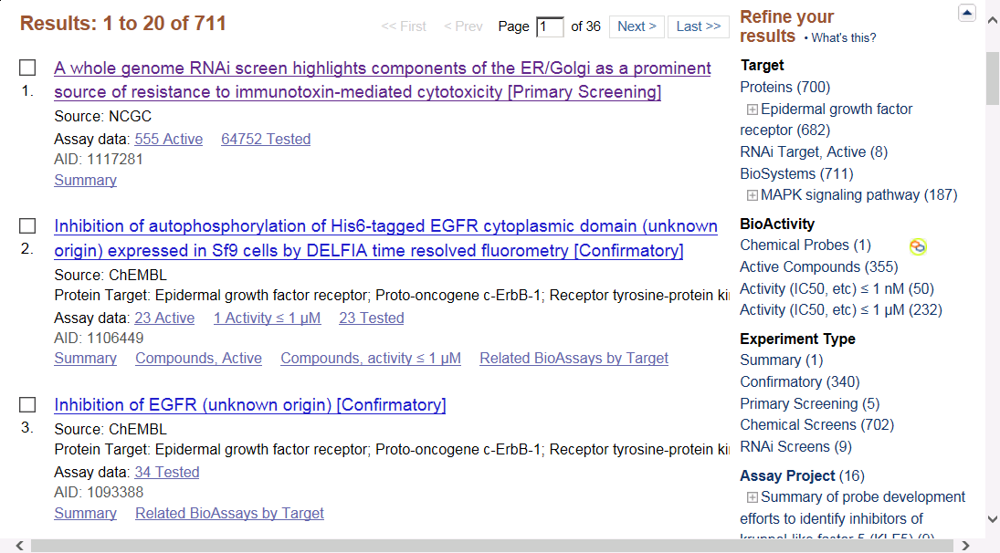 Results: 1 to 20 of 711
<< First < Prev Page 1 of 36 Next > Last >>
1.
A whole genome RNAi screen highlights components of the ER/Golgi as a prominent
source of resistance to immunotoxin-mediated cytotoxicity [Primary Screening]
Source: NCGC
Assay data: 555 Active 64752 Tested
AID: 1117281
Summary
2.
Inhibition of autophosphorylation of His6-tagged EGFR cytoplasmic domain (unknown
origin) expressed in Sf9 cells by DELFIA time resolved fluorometry [Confirmatory]
Source: ChEMBL
Protein Target: Epidermal growth factor receptor; Proto-oncogene c-ErbB-1; Receptor tyrosine-protein
Assay data: 23 Active 1 Activity ≤ 1 µM 23 Tested
AID: 1106449
Summary Compounds, Active Compounds, activity ≤ 1 µM Related BioAssays by Target
3.
Inhibition of EGFR (unknown origin) [Confirmatory]
Source: ChEMBL
Protein Target: Epidermal growth factor receptor; Proto-oncogene c-ErbB-1; Receptor tyrosine-protein
Assay data: 34 Tested
AID: 1093388
Summary Related BioAssays by Target
Refine your
results • What's this?
Target
Proteins (700)
Epidermal growth factor
receptor (682)
RNAi Target, Active (8)
BioSystems (711)
MAPK signaling pathway (187)
BioActivity
Chemical Probes (1)
Active Compounds (355)
Activity (IC50, etc) ≤ 1 nM (50)
Activity (IC50, etc) ≤ 1 µM (232)
Experiment Type
Summary (1)
Confirmatory (340)
Primary Screening (5)
Chemical Screens (702)
RNAi Screens (9)
Assay Project (16)
Summary of probe development
efforts to identify inhibitors of